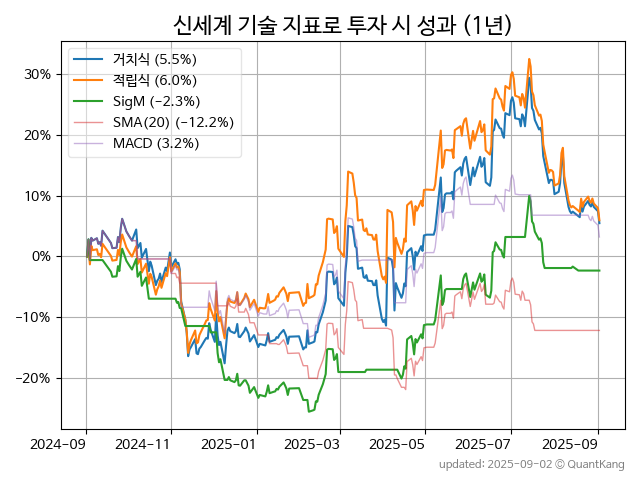 신세계 기술 지표로 투자 시 성과 (1년)
거치식 (5.5%)
적립식 (6.0%)
SigM (−2.3%)
SMA(20) (−12.2%)
MACD (3.2%)
30%
20%
10%
0%
−10%
−20%
2024-09 2024-11 2025-01 2025-03 2025-05 2025-07 2025-09
updated: 2025-09-02 © QuantKang